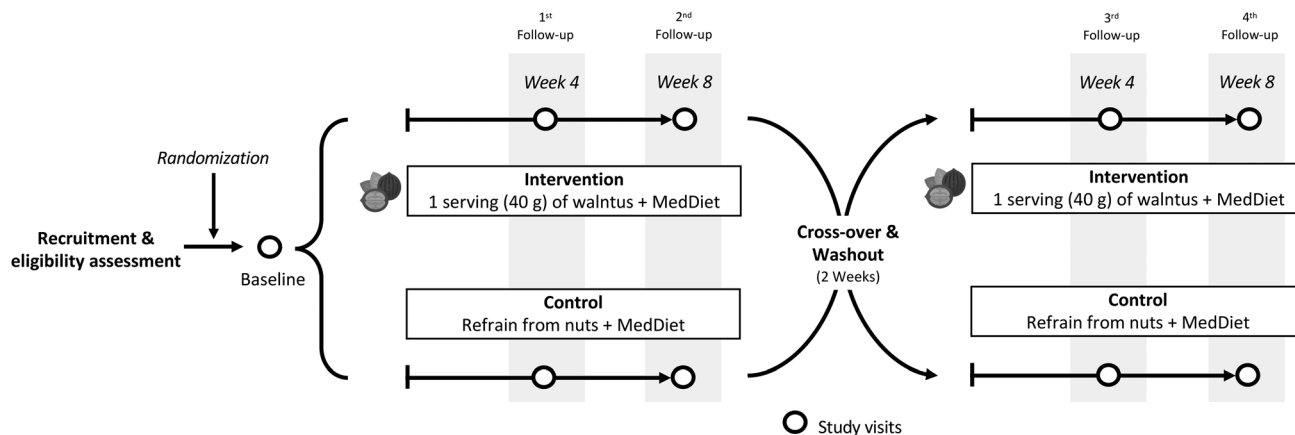 1st
Follow-up
2nd
Follow-up
3rd
Follow-up
4th
Follow-up
Week 4
Week 8
Week 4
Week 8
Randomization
Intervention
1 serving (40 g) of walntus + MedDiet
Intervention
1 serving (40 g) of walntus + MedDiet
Recruitment &
eligibility assessment
Baseline
Cross-over &
Washout
(2 Weeks)
Control
Refrain from nuts + MedDiet
Control
Refrain from nuts + MedDiet
Study visits